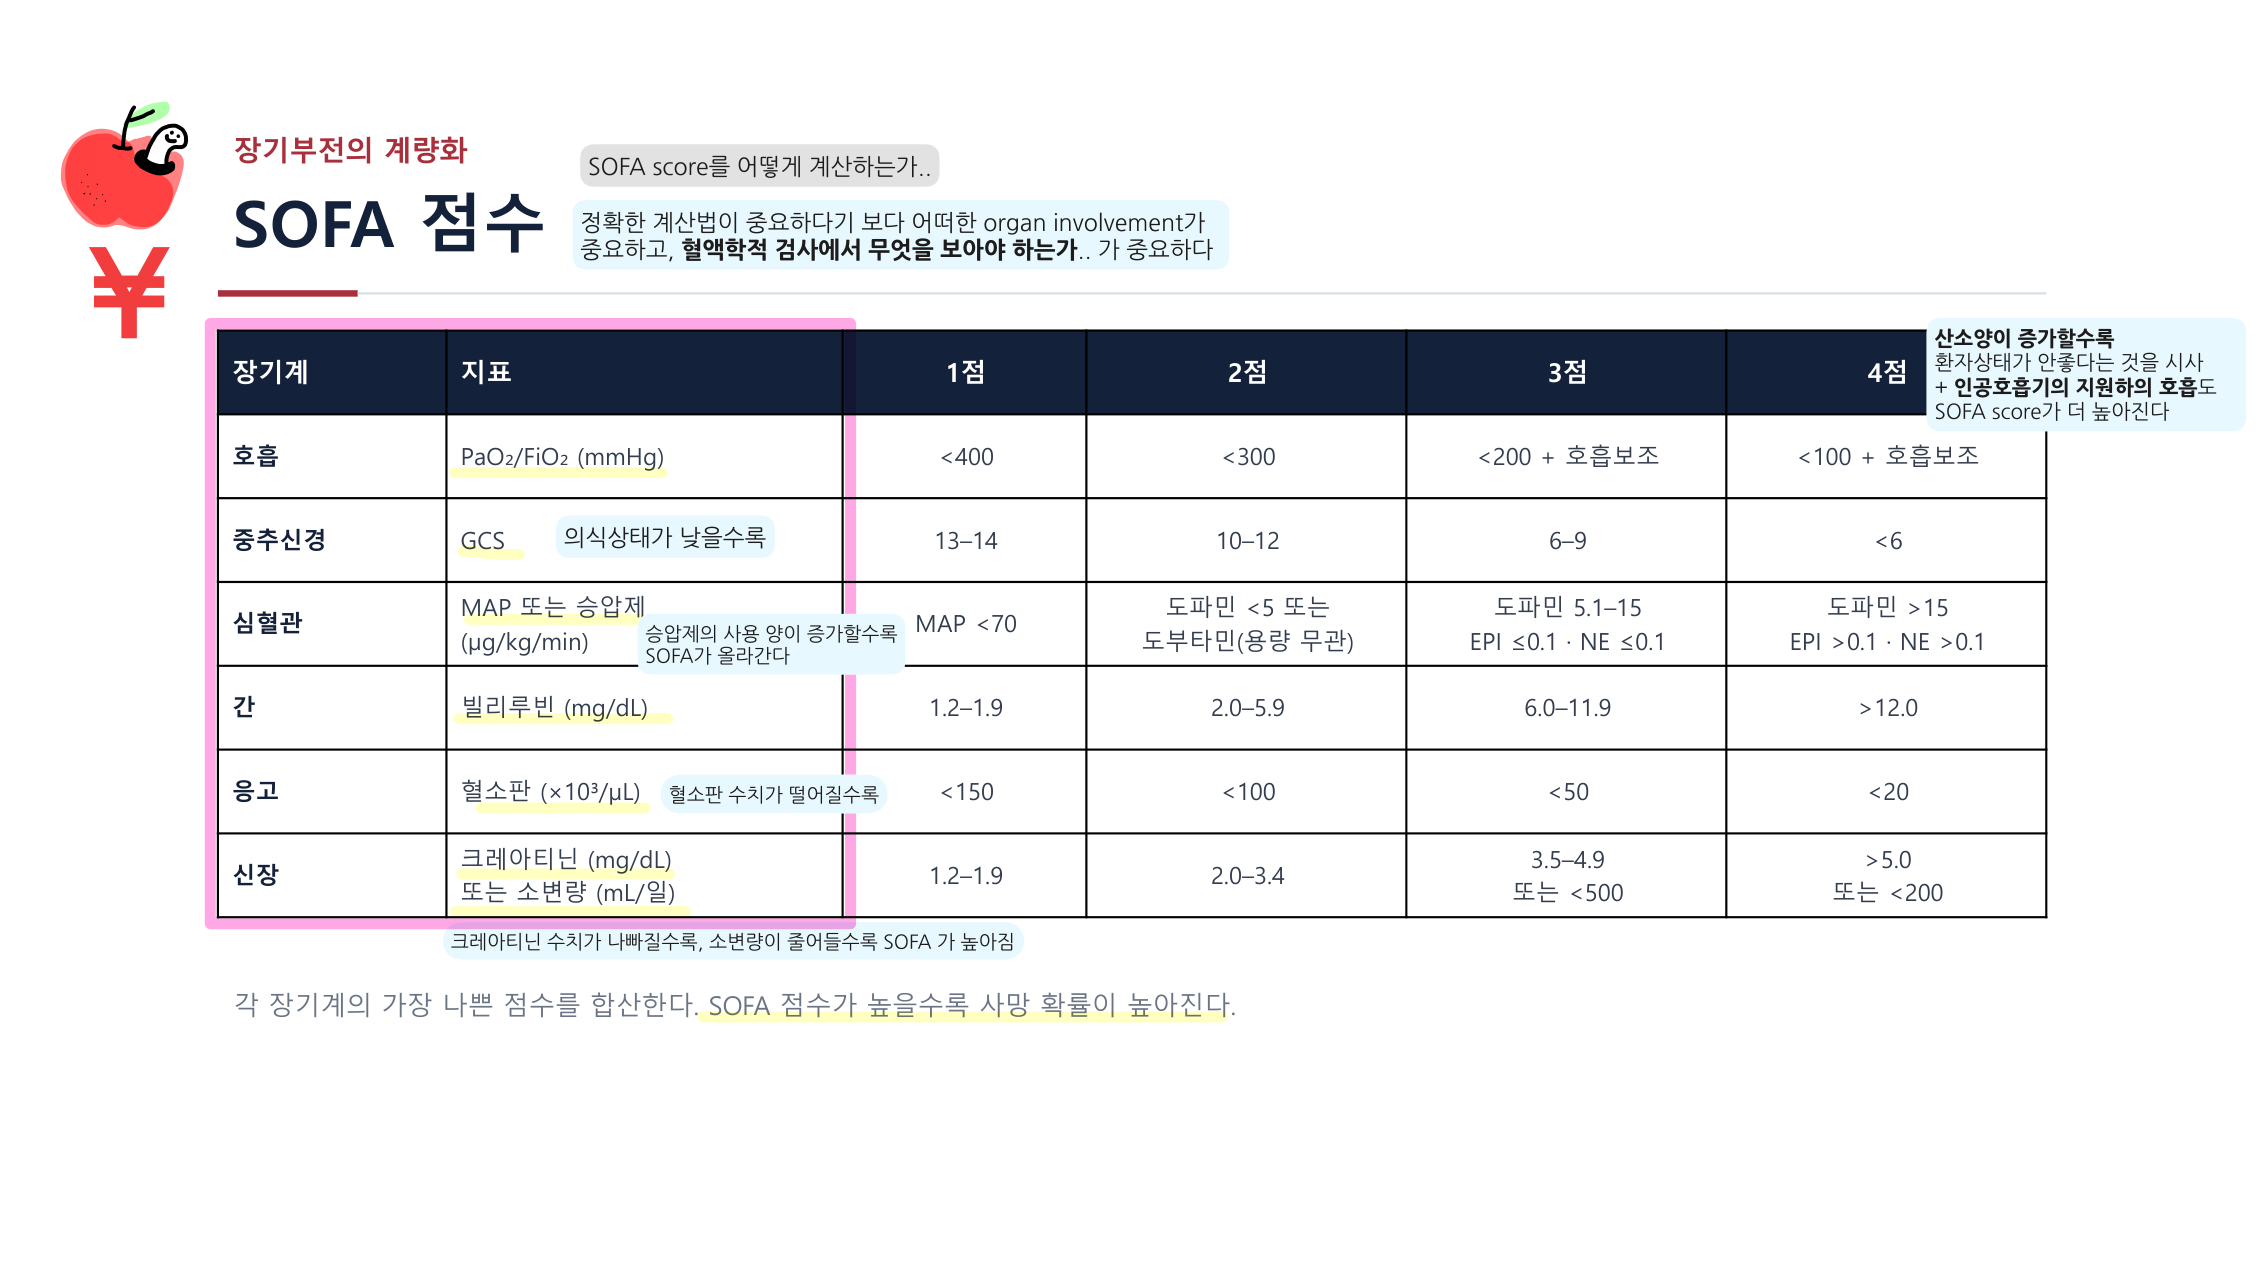 장기부전의 계량화
SOFA 점수
SOFA score를 어떻게 계산하는가..
정확한 계산법이 중요하다기 보다 어떠한 organ involvement가
중요하고, 혈액학적 검사에서 무엇을 보아야 하는가.. 가 중요하다
¥
산소양이 증가할수록
환자상태가 안좋다는 것을 시사
+ 인공호흡기의 지원하의 호흡도
SOFA score가 더 높아진다
장기계 지표 1점 2점 3점 4점
호흡 PaO₂/FiO₂ (mmHg) <400 <300 <200 + 호흡보조 <100 + 호흡보조
중추신경 GCS 의식상태가 낮을수록 13–14 10–12 6–9 <6
심혈관
MAP 또는 승압제
(μg/kg/min)
승압제의 사용 양이 증가할수록
SOFA가 올라간다
MAP <70
도파민 <5 또는
도부타민(용량 무관)
도파민 5.1–15
EPI ≤0.1 · NE ≤0.1
도파민 >15
EPI >0.1 · NE >0.1
간 빌리루빈 (mg/dL) 1.2–1.9 2.0–5.9 6.0–11.9 >12.0
응고 혈소판 (×10³/μL) 혈소판 수치가 떨어질수록 <150 <100 <50 <20
신장
크레아티닌 (mg/dL)
또는 소변량 (mL/일)
1.2–1.9
2.0–3.4
3.5–4.9
또는 <500
>5.0
또는 <200
크레아티닌 수치가 나빠질수록, 소변량이 줄어들수록 SOFA 가 높아짐
각 장기계의 가장 나쁜 점수를 합산한다. SOFA 점수가 높을수록 사망 확률이 높아진다.